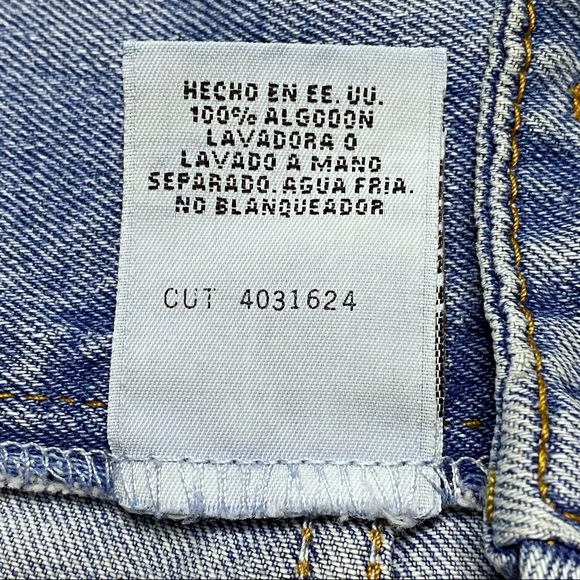 HECHO EN EE. UU.
100% ALGODON
LAVADORA O
LAVADO A MANO
SEPARADO. AGUA FRIA.
NO BLANQUEADOR
CUT 4031624